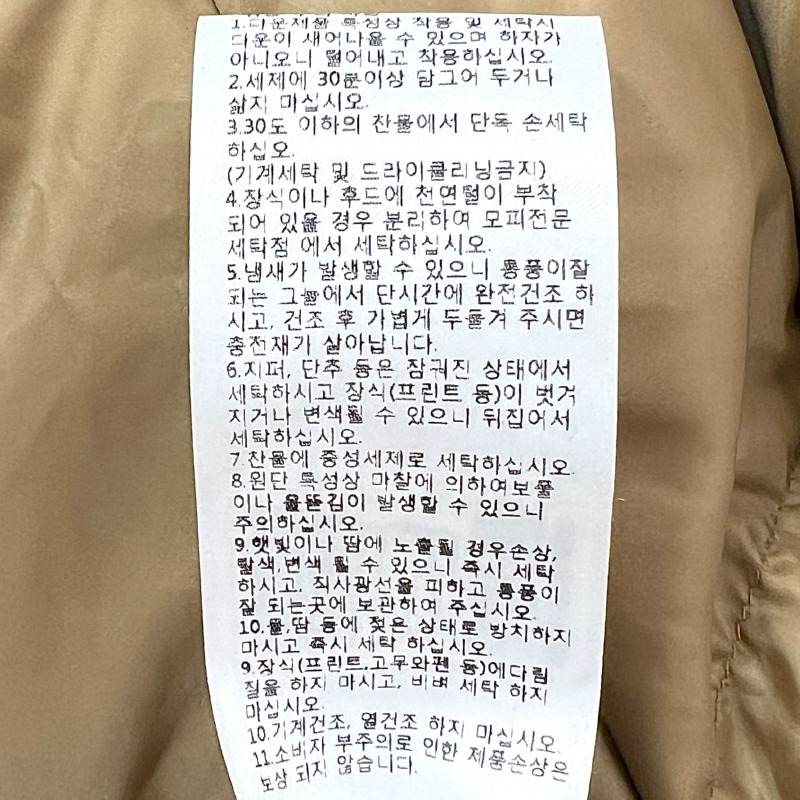 1.다운제품 특성상 착용 및 세탁시
다운이 새어나올 수 있으며 하자가
아니오니 털어내고 착용하십시오.
2.세제에 30분이상 담그어 두거나
삶지 마십시오.
3.30도 이하의 찬물에서 단독 손세탁
하십오.
(기계세탁 및 드라이클리닝금지)
4.장식이나 후드에 천연털이 부착
되어 있을 경우 분리하여 모피전문
세탁점 에서 세탁하십시오.
5.냄새가 발생할 수 있으니 통풍이잘
되는 그늘에서 단시간에 완전건조 하
시고, 건조 후 가볍게 두들겨 주시면
충전재가 살아납니다.
6.지퍼, 단추 등은 잠궈진 상태에서
세탁하시고 장식(프린트 등)이 벗겨
지거나 변색될 수 있으니 뒤집어서
세탁하십시오.
7.찬물에 중성세제로 세탁하십시오.
8.원단 특성상 마찰에 의하여보풀
이나 올뜯김이 발생할 수 있으니
주의하십시오.
9.햇빛이나 땀에 노출될 경우손상,
탈색,변색 될 수 있으니 즉시 세탁
하시고, 직사광선을 피하고 통풍이
잘 되는곳에 보관하여 주십시오.
10.물,땀 등에 젖은 상태로 방치하지
마시고 즉시 세탁 하십시오.
9.장식(프린트,고무와펜 등)에다림
질을 하지 마시고, 비벼 세탁 하지
마십시오.
10.기계건조, 열건조 하지 마십시오.
11.소비자 부주의로 인한 제품손상은
보상 되지 않습니다.